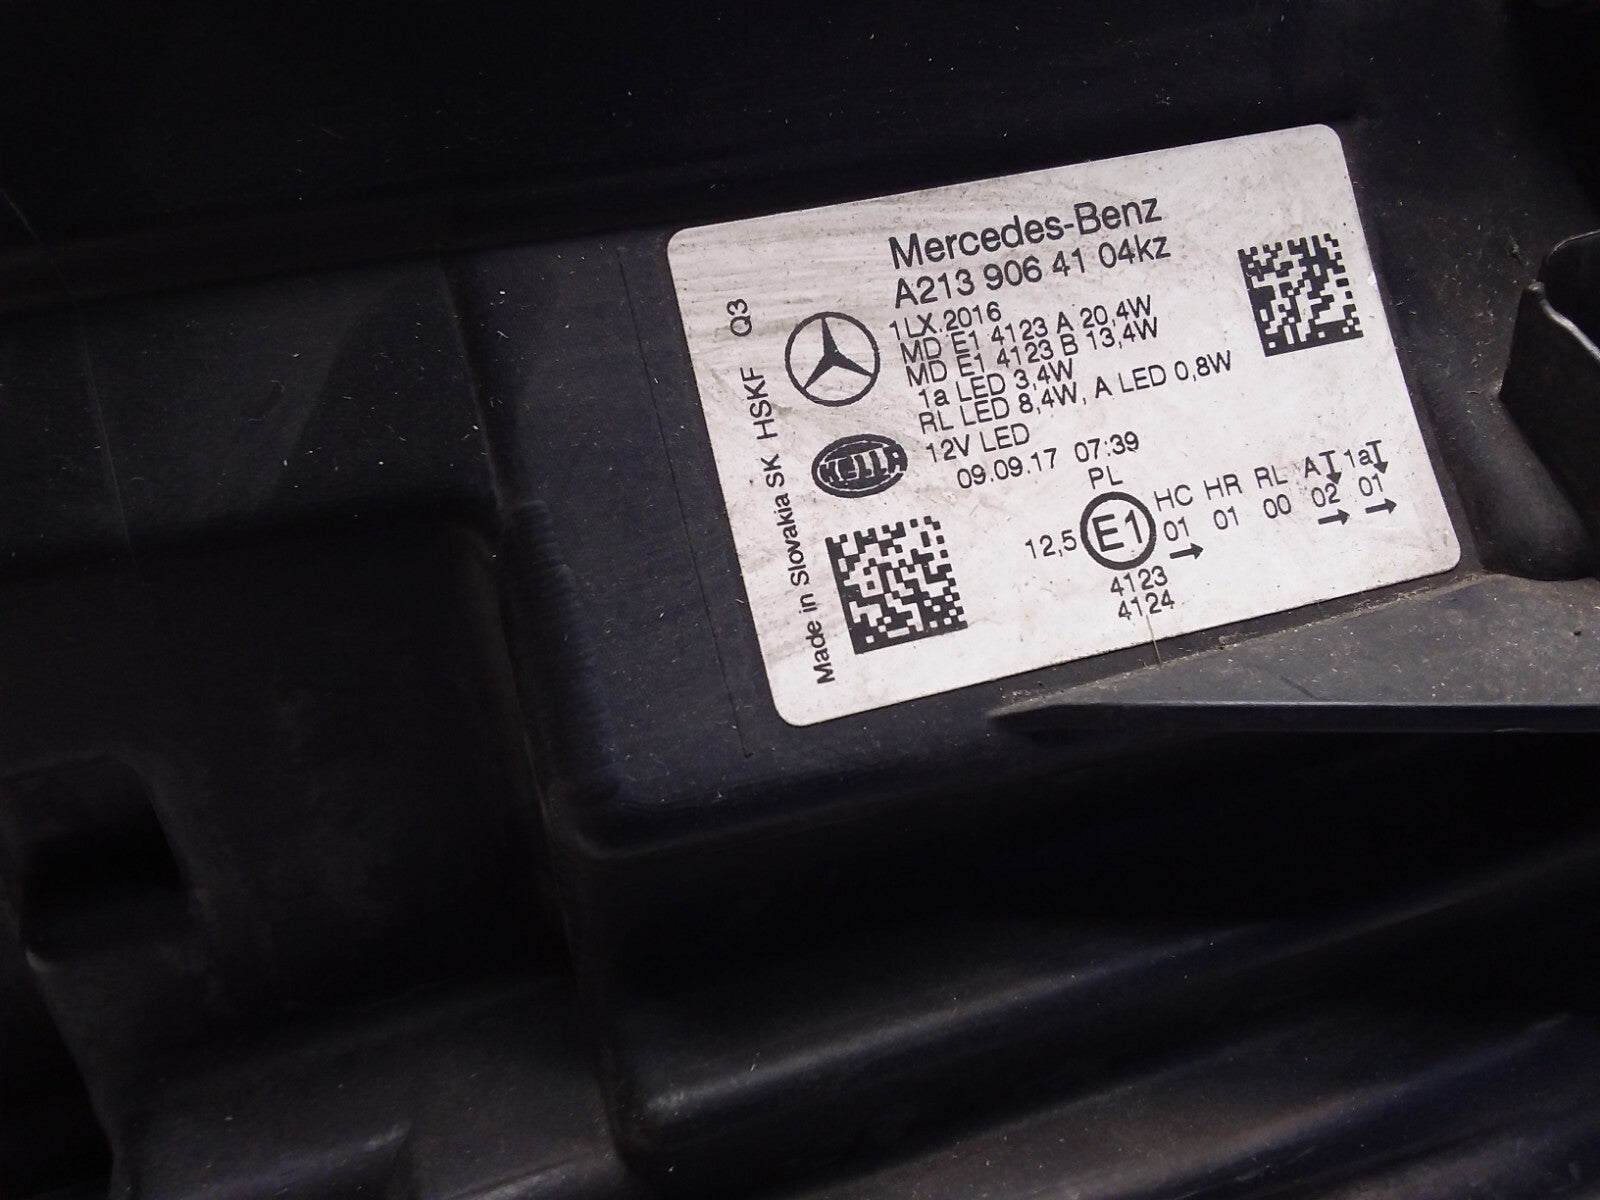 Mercedes-Benz
A213 906 41 04kz
1LX.2016
MD E1 4123 A 20,4W
MD E1 4123 B 13,4W
1a LED 3,4W
RL LED 8,4W, A LED 0,8W
12V LED
09.09.17 07:39
HELLA
Made in Slovakia SK HSKF Q3
PL
12,5 E1 HC HR RL A 1a
01 01 00 02 01
4123
4124